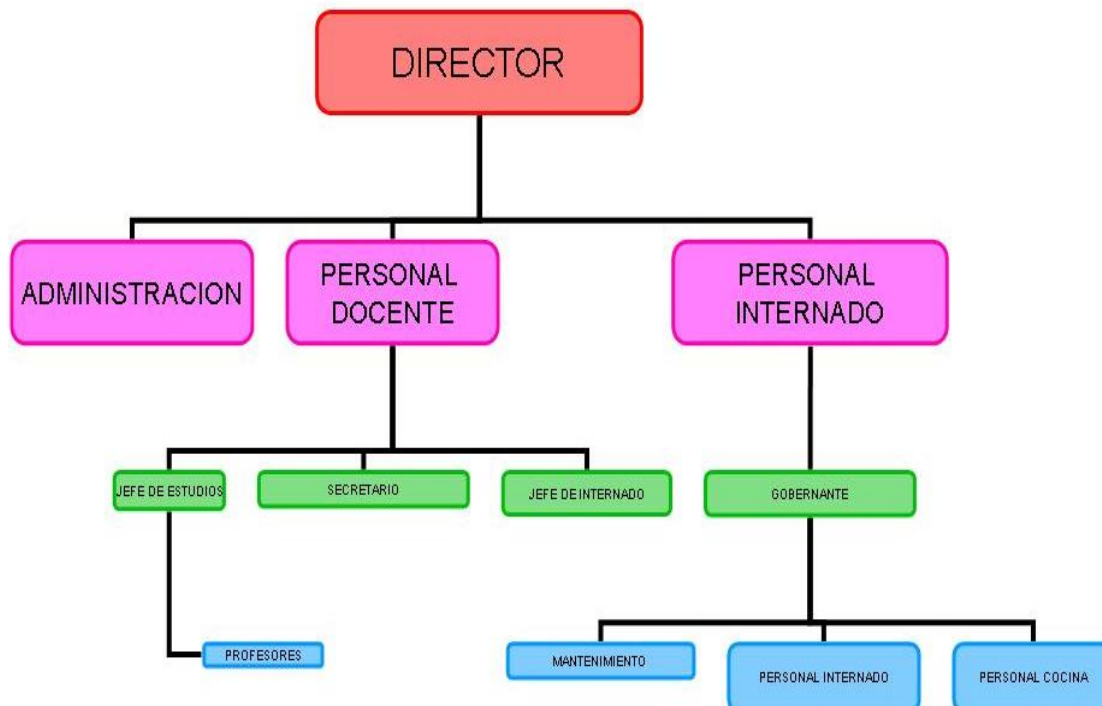 DIRECTOR
ADMINISTRACION
PERSONAL
DOCENTE
PERSONAL
INTERNADO
JEFE DE ESTUDIOS
SECRETARIO
JEFE DE INTERNADO
GOBERNANTE
PROFESORES
MANTENIMIENTO
PERSONAL INTERNADO
PERSONAL COCINA